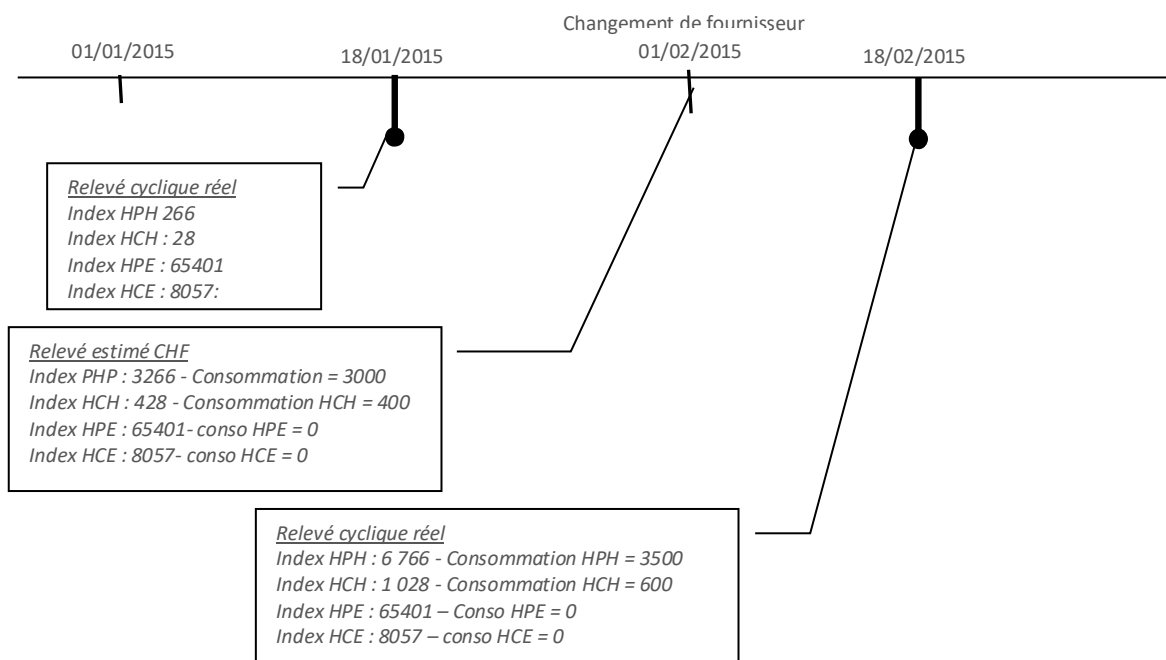 Changement de fournisseur
01/01/2015
18/01/2015
01/02/2015
18/02/2015
Relevé cyclique réel
Index HPH 266
Index HCH : 28
Index HPE : 65401
Index HCE : 8057:
Relevé estimé CHF
Index PHP : 3266 - Consommation = 3000
Index HCH : 428 - Consommation HCH = 400
Index HPE : 65401- conso HPE = 0
Index HCE : 8057- conso HCE = 0
Relevé cyclique réel
Index HPH : 6 766 - Consommation HPH = 3500
Index HCH : 1 028 - Consommation HCH = 600
Index HPE : 65401 – Conso HPE = 0
Index HCE : 8057 – conso HCE = 0